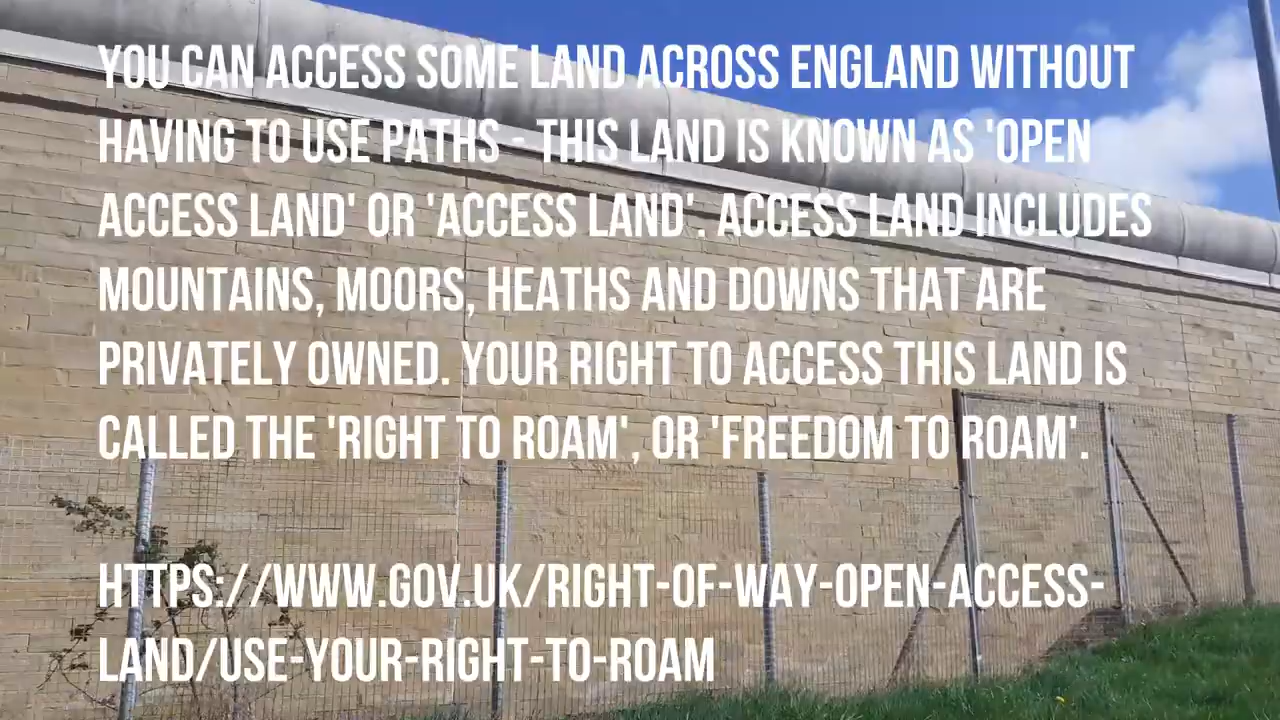 YOU CAN ACCESS SOME LAND ACROSS ENGLAND WITHOUT
HAVING TO USE PATHS - THIS LAND IS KNOWN AS 'OPEN
ACCESS LAND' OR 'ACCESS LAND'. ACCESS LAND INCLUDES
MOUNTAINS, MOORS, HEATHS AND DOWNS THAT ARE
PRIVATELY OWNED. YOUR RIGHT TO ACCESS THIS LAND IS
CALLED THE 'RIGHT TO ROAM', OR 'FREEDOM TO ROAM'.
HTTPS://WWW.GOV.UK/RIGHT-OF-WAY-OPEN-ACCESS-
LAND/USE-YOUR-RIGHT-TO-ROAM